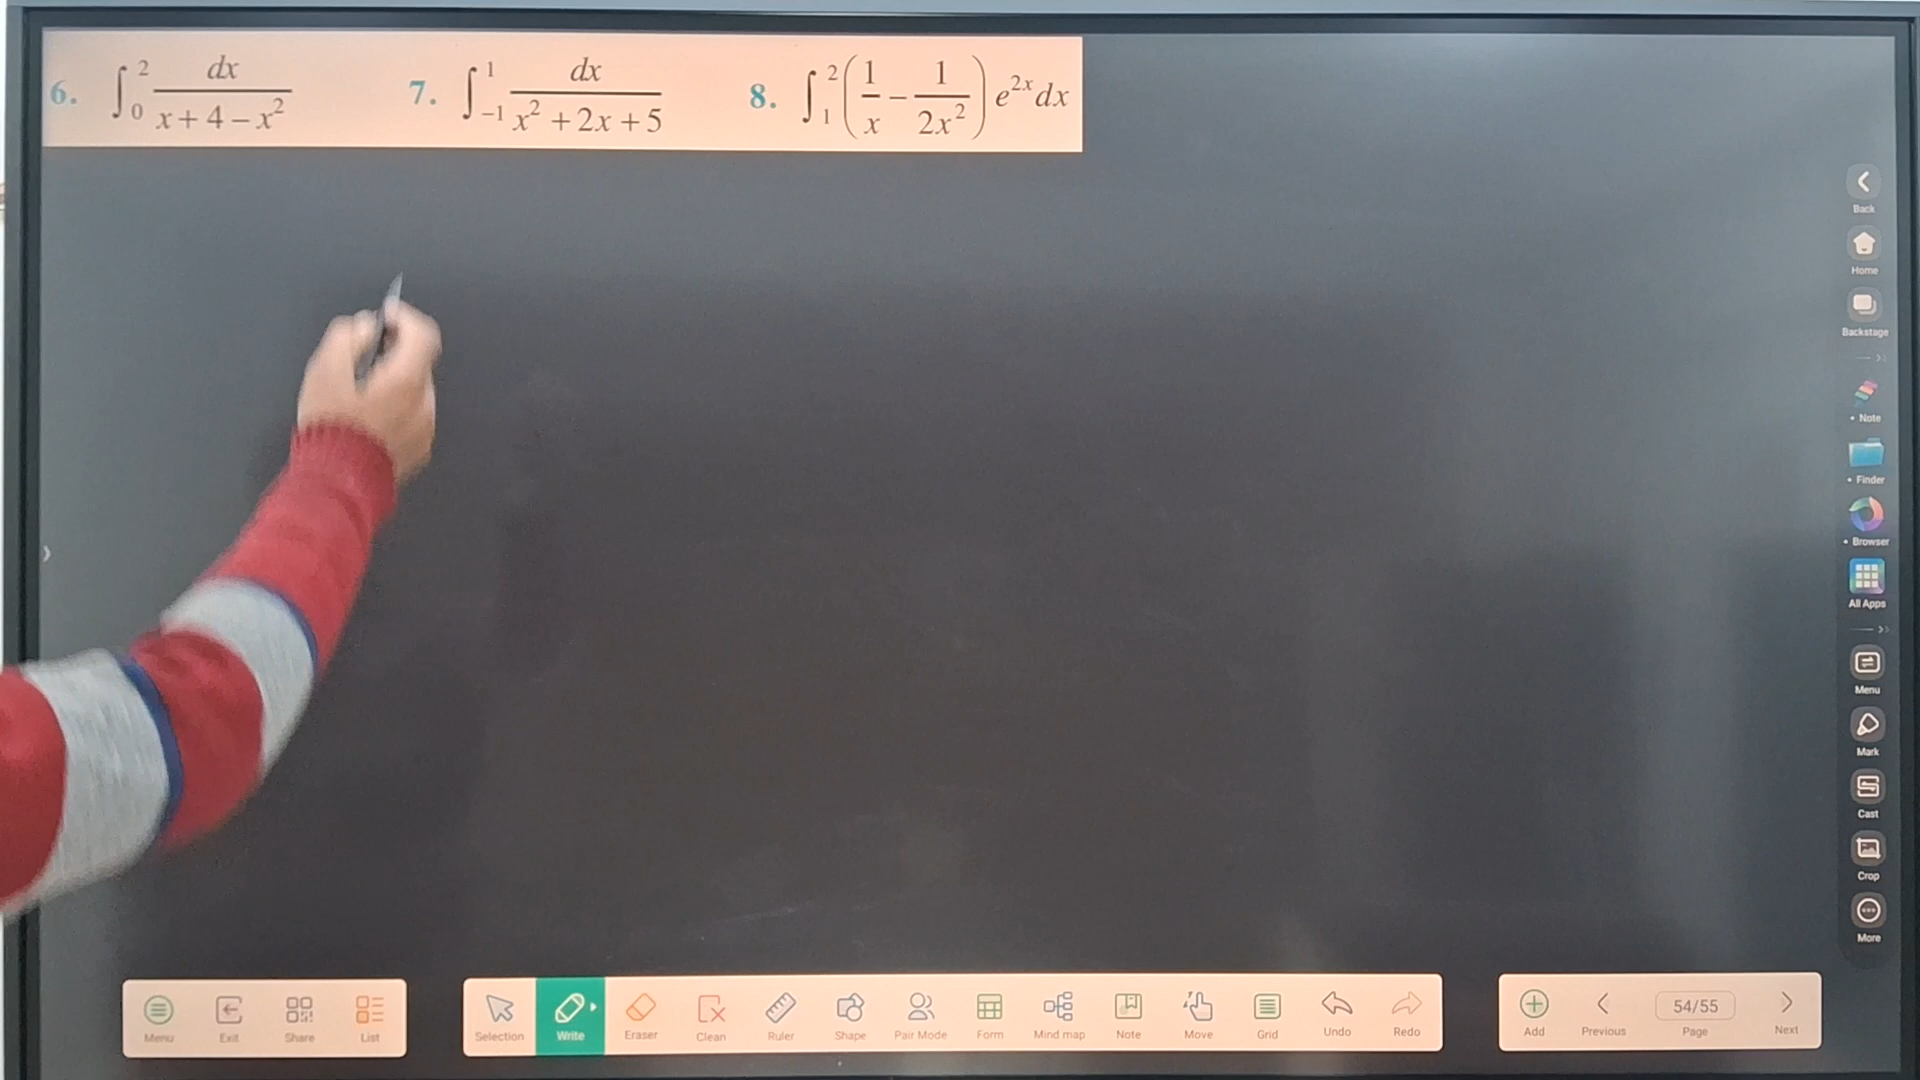 6. ∫₀² dx/(x + 4 – x²) 7. ∫₋₁¹ dx/(x² + 2x + 5) 8. ∫₁² (1/x – 1/(2x²)) e²ˣ dx
Back
Home
Backstage
• Note
• Finder
• Browser
All Apps
Menu
Mark
Cast
Crop
More
Menu Exit Share List
Selection Write Eraser Clean Ruler Shape Pair Mode Form Mind map Note Move Grid Undo Redo
54/55
Add Previous Page Next